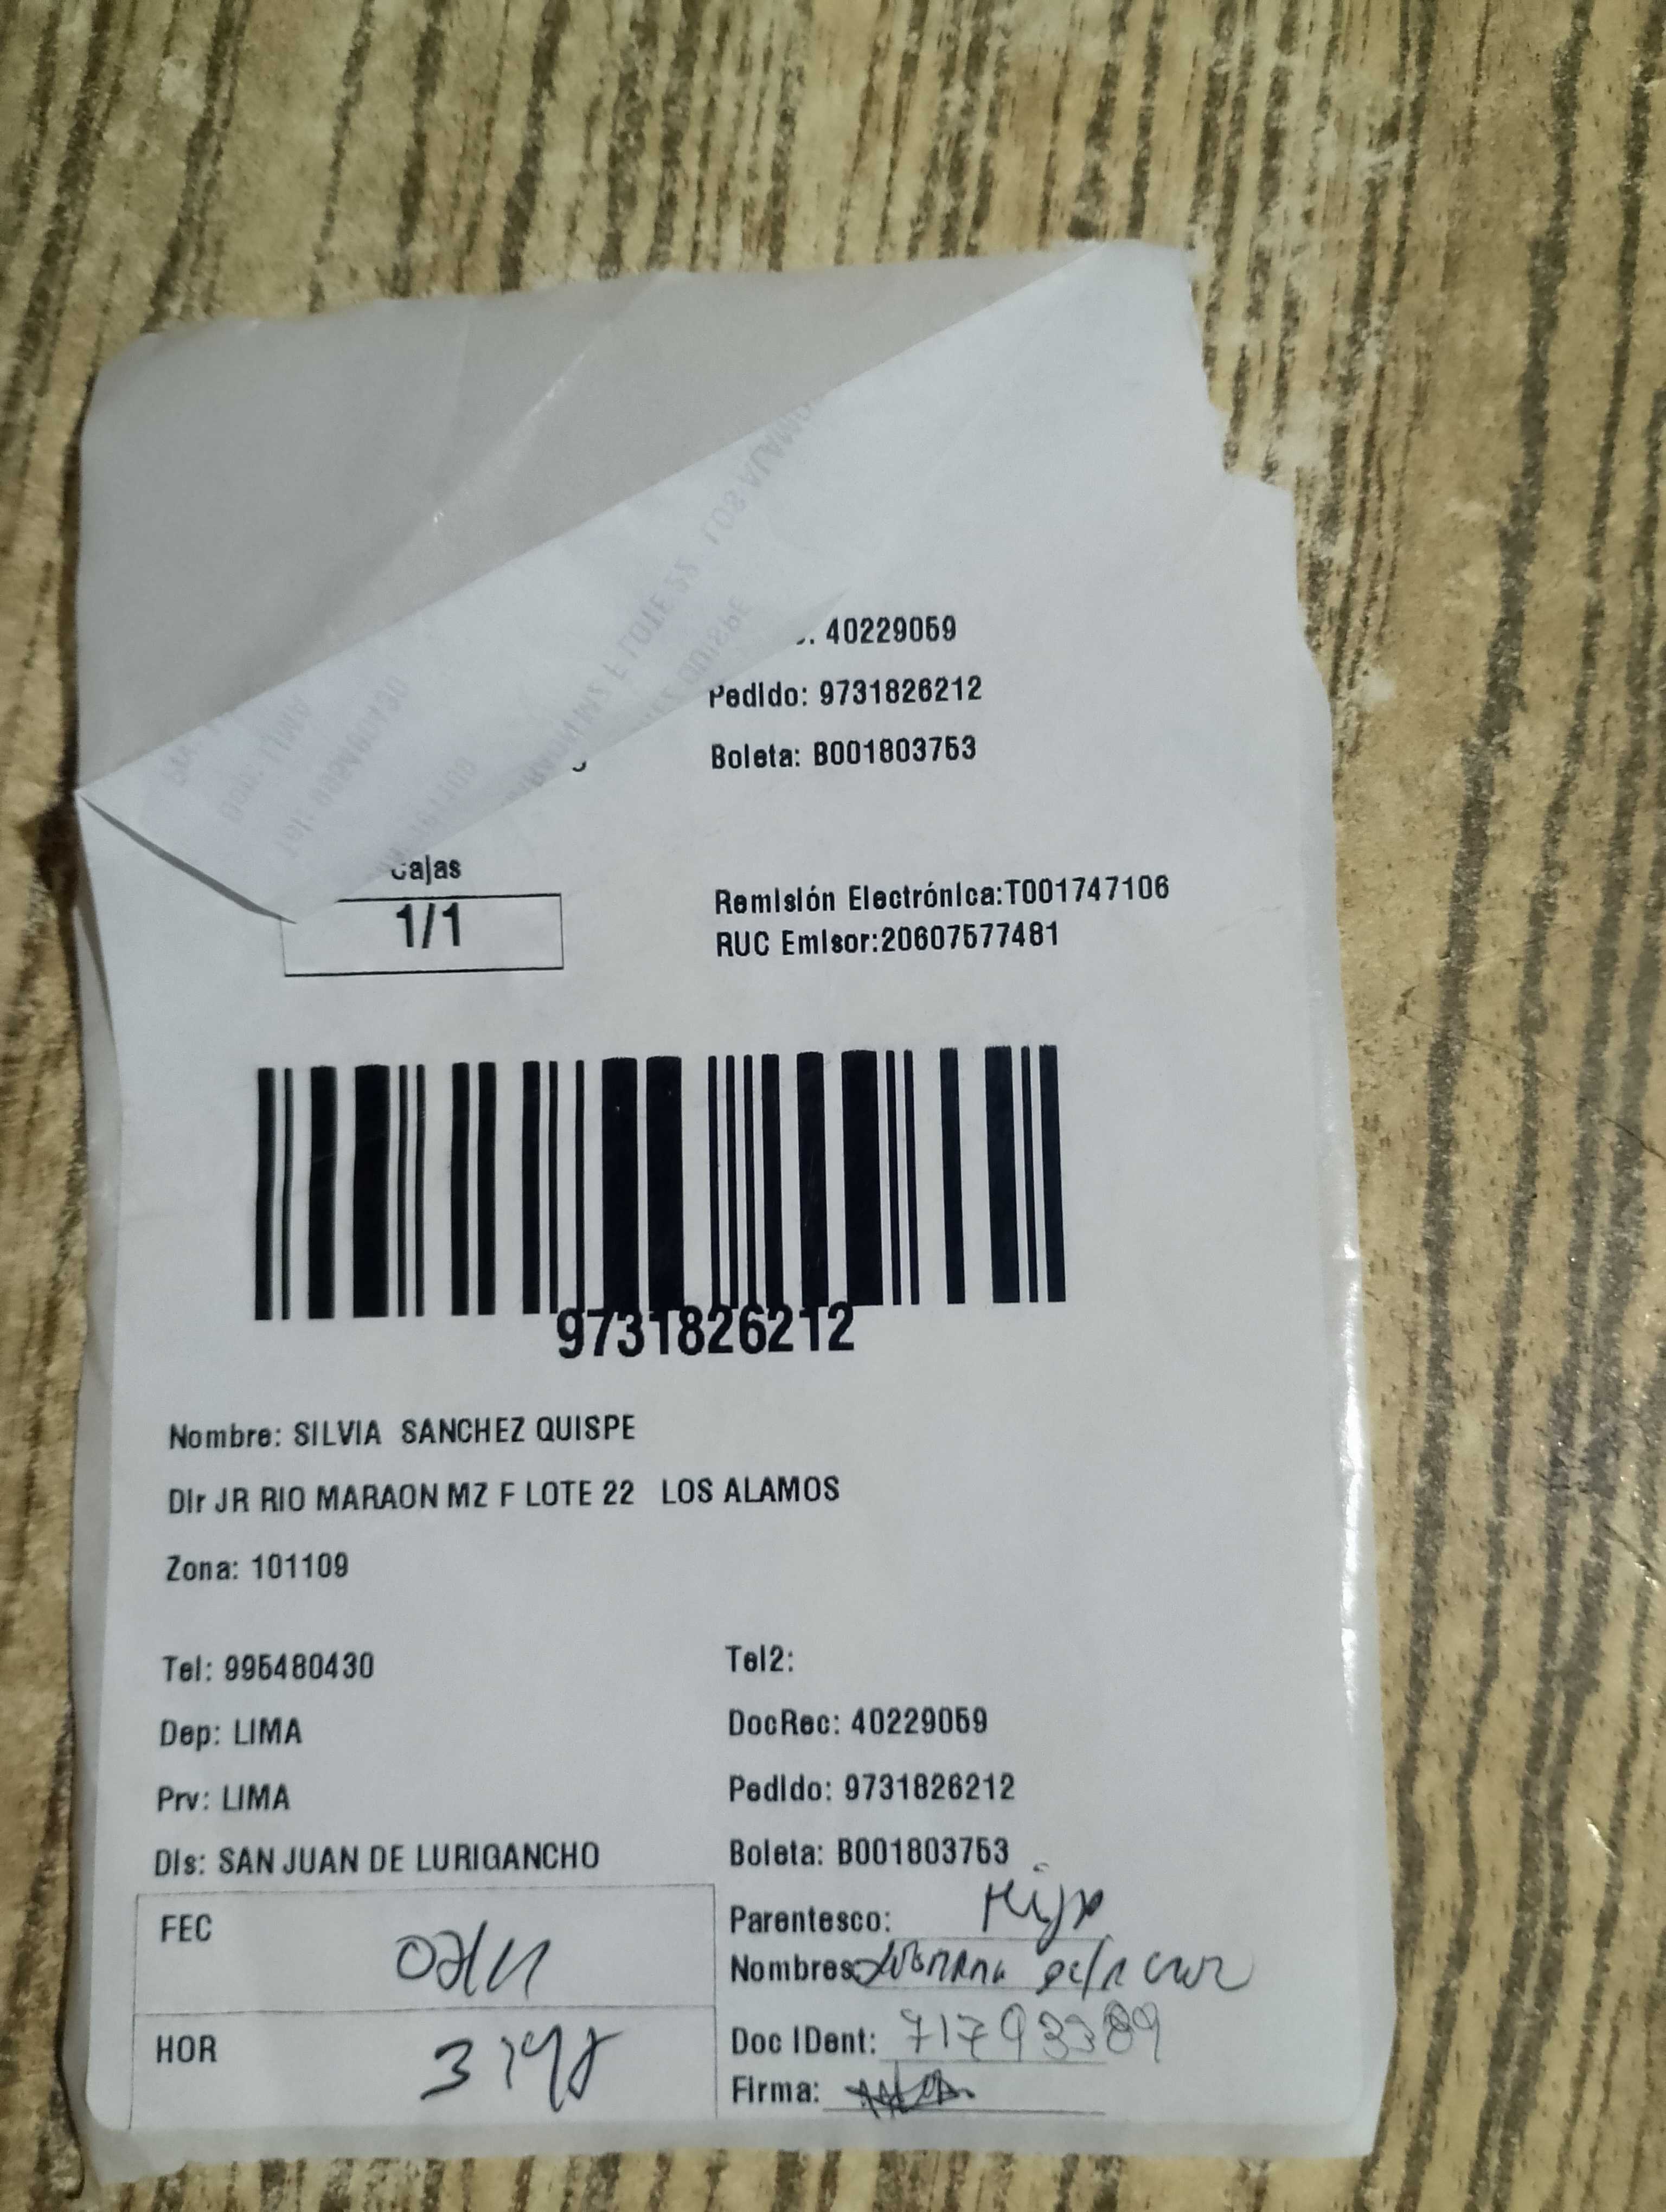 40229059
Pedido: 9731826212
Boleta: B001803753
Cajas
1/1
Remisión Electrónica:T001747106
RUC Emisor:20607577481
9731826212
Nombre: SILVIA SANCHEZ QUISPE
Dir JR RIO MARAON MZ F LOTE 22 LOS ALAMOS
Zona: 101109
Tel: 995480430
Tel2:
Dep: LIMA
DocRec: 40229059
Prv: LIMA
Pedido: 9731826212
Dis: SAN JUAN DE LURIGANCHO
Boleta: B001803753
FEC
Parentesco: Hija
Nombres:
HOR
Doc IDent: 71793389
Firma: